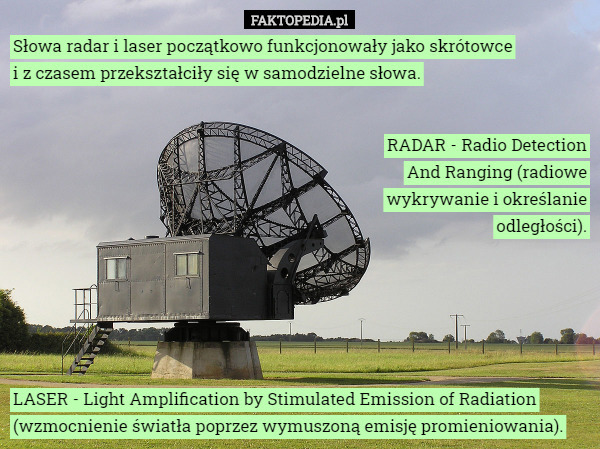 FAKTOPEDIA.pl
Słowa radar i laser początkowo funkcjonowały jako skrótowce
i z czasem przekształciły się w samodzielne słowa.
RADAR - Radio Detection
And Ranging (radiowe
wykrywanie i określanie
odległości).
LASER - Light Amplification by Stimulated Emission of Radiation
(wzmocnienie światła poprzez wymuszoną emisję promieniowania).